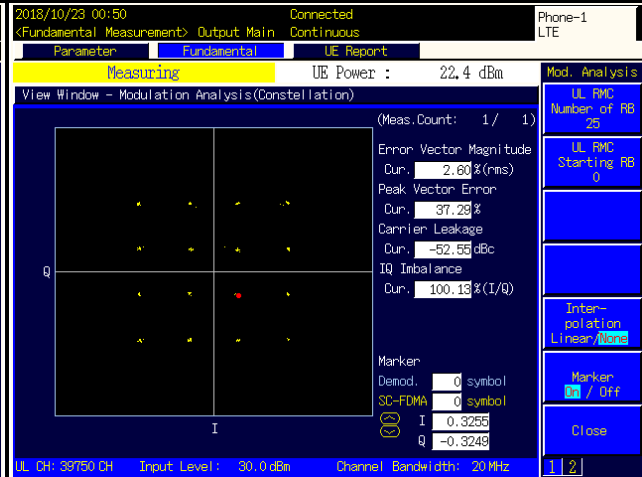 2018/10/23 00:50 Connected Phone-1
<Fundamental Measurement> Output Main Continuous LTE
Parameter Fundamental UE Report
Measuring UE Power : 22.4 dBm Mod. Analysis
View Window - Modulation Analysis(Constellation)
UL RMC
Number of RB
25
(Meas.Count: 1/ 1)
Error Vector Magnitude
Cur. 2.60 %(rms)
Peak Vector Error
Cur. 37.29 %
Carrier Leakage
Cur. -52.55 dBc
IQ Imbalance
Cur. 100.13 %(I/Q)
UL RMC
Starting RB
0
Q
I
Marker
Demod. 0 symbol
SC-FDMA 0 symbol
I 0.3255
Q -0.3249
Inter-
polation
Linear/None
Marker
On / Off
Close
UL CH: 39750 CH Input Level: 30.0 dBm Channel Bandwidth: 20 MHz 1 2